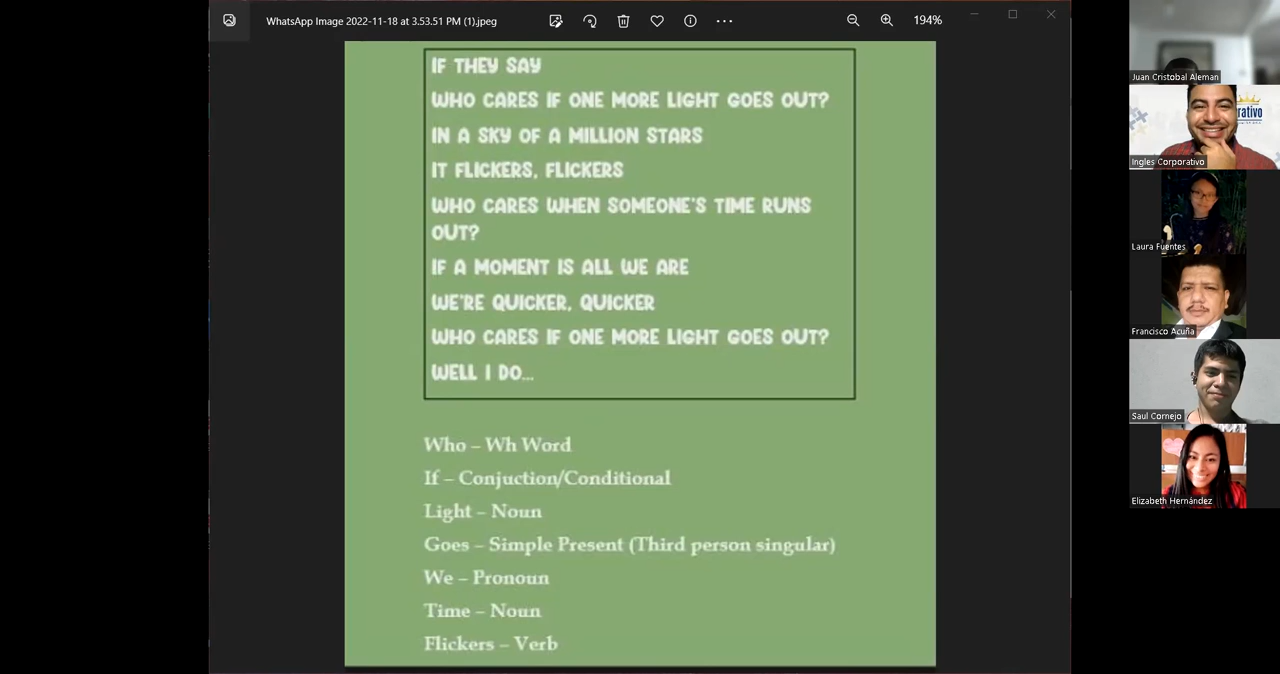 WhatsApp Image 2022-11-18 at 3.53.51 PM (1).jpeg
194%
IF THEY SAY
WHO CARES IF ONE MORE LIGHT GOES OUT?
IN A SKY OF A MILLION STARS
IT FLICKERS, FLICKERS
WHO CARES WHEN SOMEONE'S TIME RUNS
OUT?
IF A MOMENT IS ALL WE ARE
WE'RE QUICKER, QUICKER
WHO CARES IF ONE MORE LIGHT GOES OUT?
WELL I DO...
Who – Wh Word
If – Conjuction/Conditional
Light – Noun
Goes – Simple Present (Third person singular)
We – Pronoun
Time – Noun
Flickers – Verb
Juan Cristobal Aleman
rativo
Ingles Corporativo
Laura Fuentes
Francisco Acuña
Saul Cornejo
Elizabeth Hernández